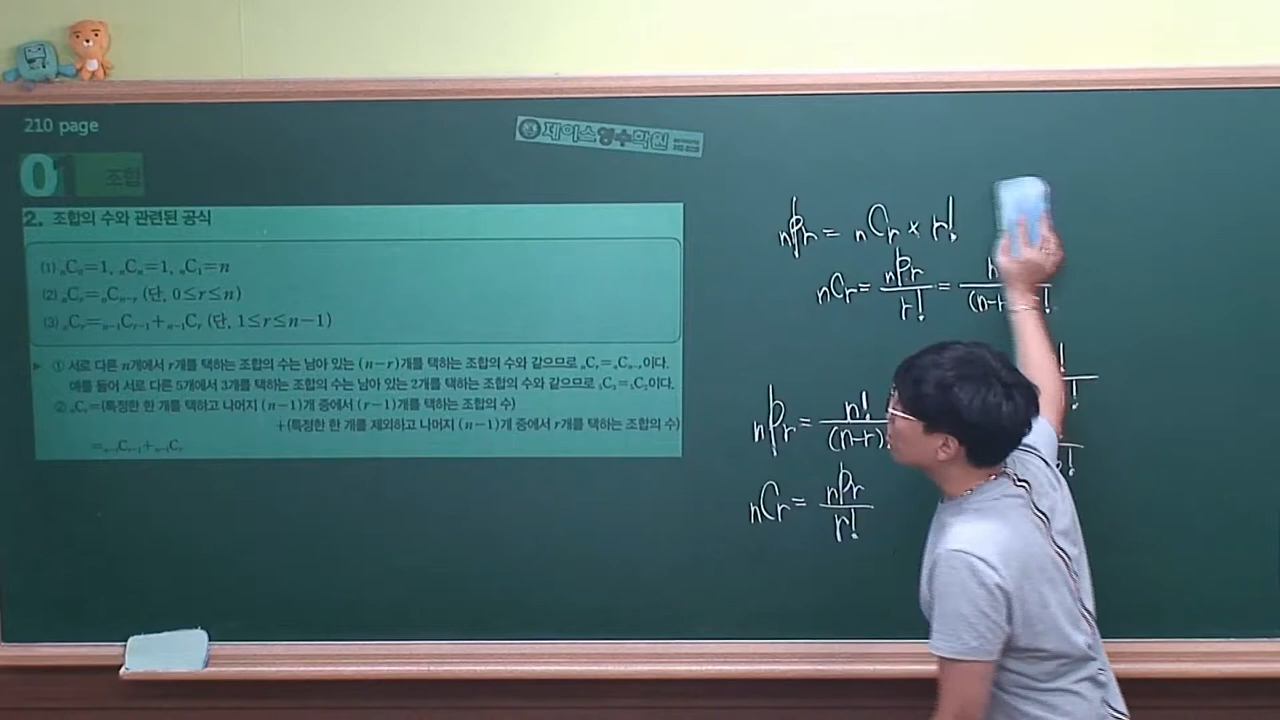 210 page
제이스영수학원
01 조합
2. 조합의 수와 관련된 공식
(1) ₙC₀=1, ₙCₙ=1, ₙC₁=n
(2) ₙCᵣ=ₙCₙ₋ᵣ (단, 0≤r≤n)
(3) ₙCᵣ=ₙ₋₁Cᵣ₋₁+ₙ₋₁Cᵣ (단, 1≤r≤n-1)
▶ ① 서로 다른 n개에서 r개를 택하는 조합의 수는 남아 있는 (n-r)개를 택하는 조합의 수와 같으므로 ₙCᵣ=ₙCₙ₋ᵣ이다.
예를 들어 서로 다른 5개에서 3개를 택하는 조합의 수는 남아 있는 2개를 택하는 조합의 수와 같으므로 ₅C₃=₅C₂이다.
② ₙCᵣ=(특정한 한 개를 택하고 나머지 (n-1)개 중에서 (r-1)개를 택하는 조합의 수)
+(특정한 한 개를 제외하고 나머지 (n-1)개 중에서 r개를 택하는 조합의 수)
=ₙ₋₁Cᵣ₋₁+ₙ₋₁Cᵣ
nPr = nCr × r!
nCr = nPr / r! =
nPr = n! / (n-r)!
nCr = nPr / r!